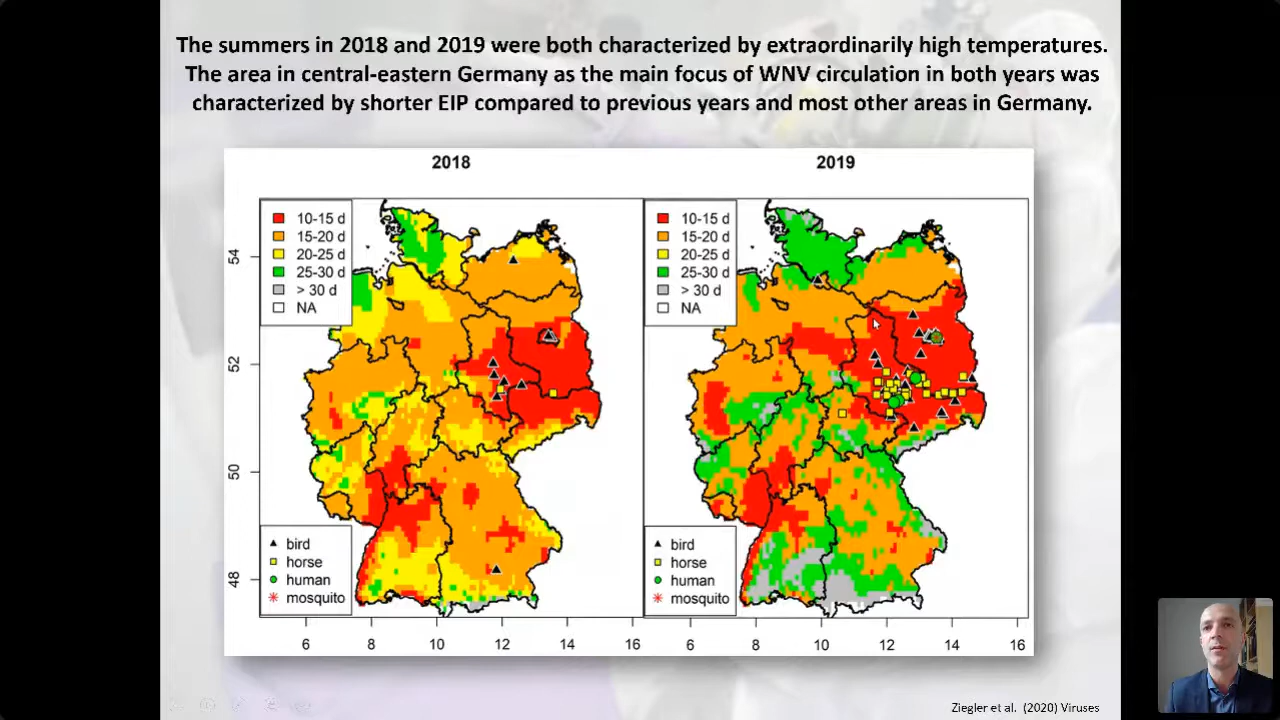 The summers in 2018 and 2019 were both characterized by extraordinarily high temperatures.
The area in central-eastern Germany as the main focus of WNV circulation in both years was
characterized by shorter EIP compared to previous years and most other areas in Germany.
2018
2019
10-15 d
15-20 d
20-25 d
25-30 d
> 30 d
NA
10-15 d
15-20 d
20-25 d
25-30 d
> 30 d
NA
54
52
50
48
bird
horse
human
mosquito
bird
horse
human
mosquito
6 8 10 12 14 16
6 8 10 12 14 16
Ziegler et al. (2020) Viruses